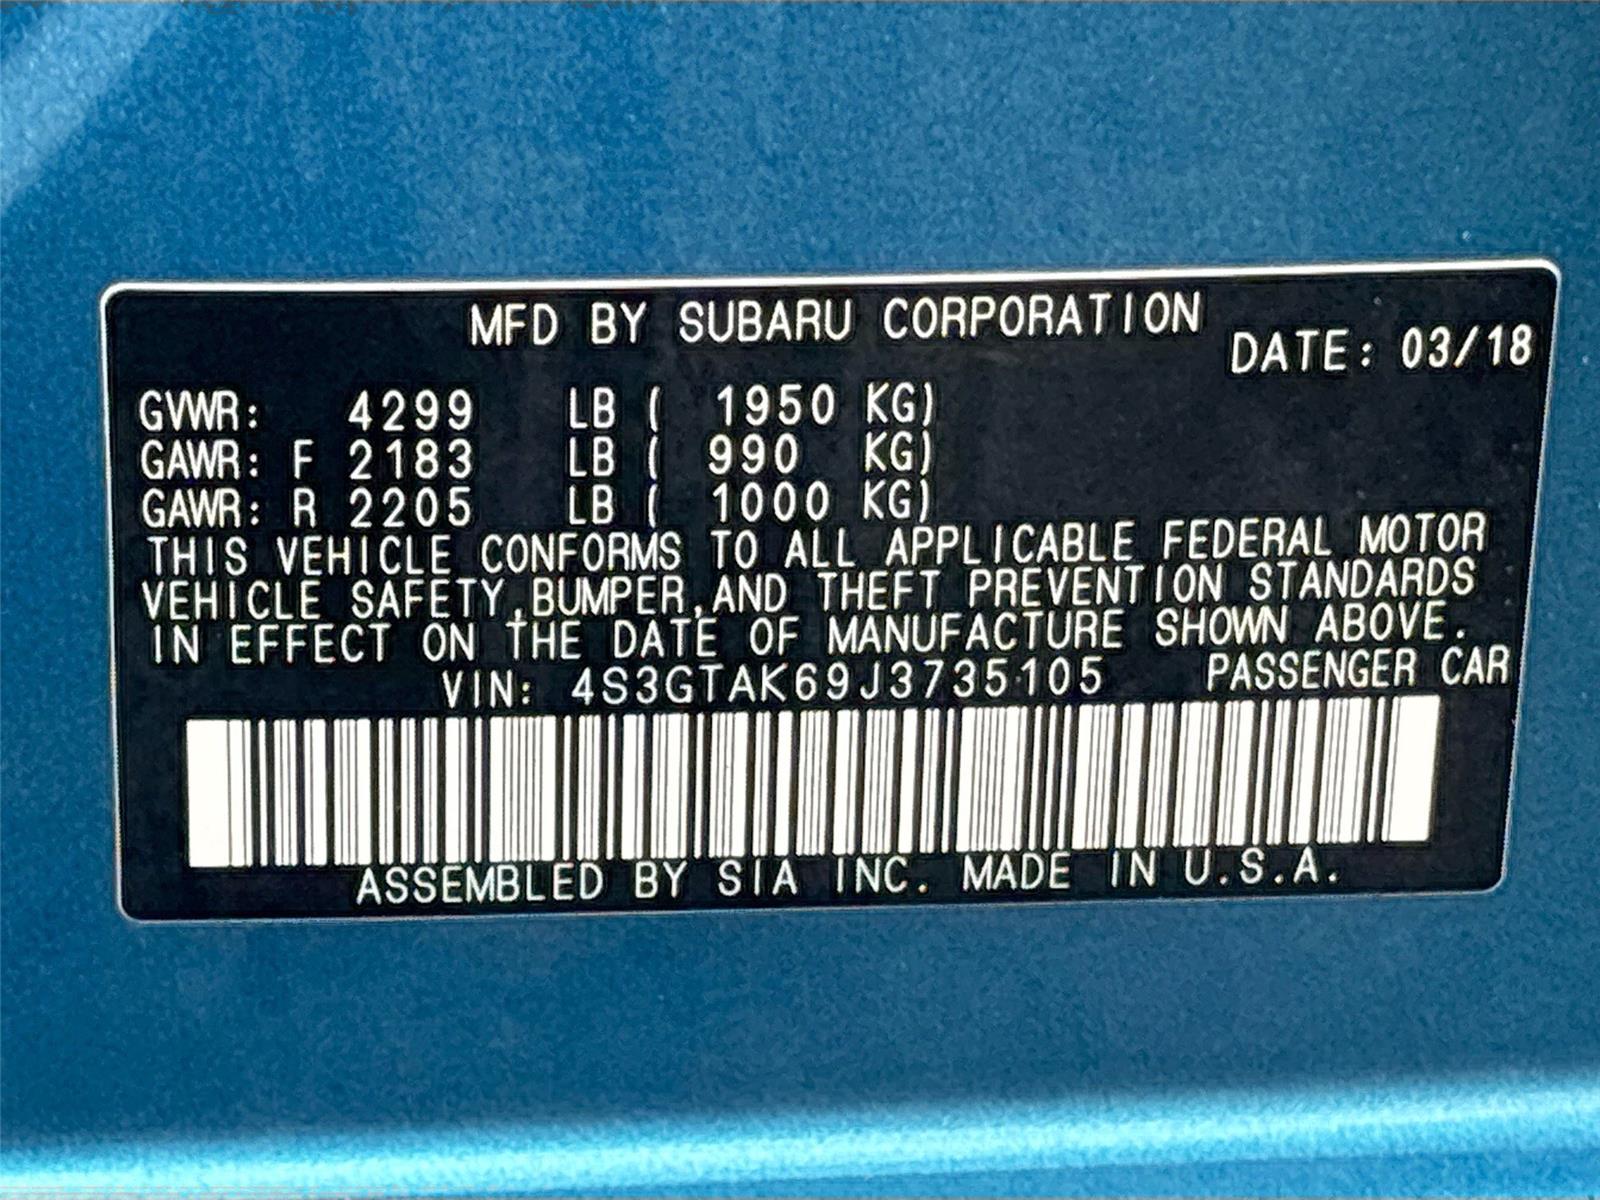 MFD BY SUBARU CORPORATION
DATE: 03/18
GVWR: 4299 LB ( 1950 KG)
GAWR: F 2183 LB ( 990 KG)
GAWR: R 2205 LB ( 1000 KG)
THIS VEHICLE CONFORMS TO ALL APPLICABLE FEDERAL MOTOR
VEHICLE SAFETY,BUMPER,AND THEFT PREVENTION STANDARDS
IN EFFECT ON THE DATE OF MANUFACTURE SHOWN ABOVE.
VIN: 4S3GTAK69J3735105 PASSENGER CAR
ASSEMBLED BY SIA INC. MADE IN U.S.A.